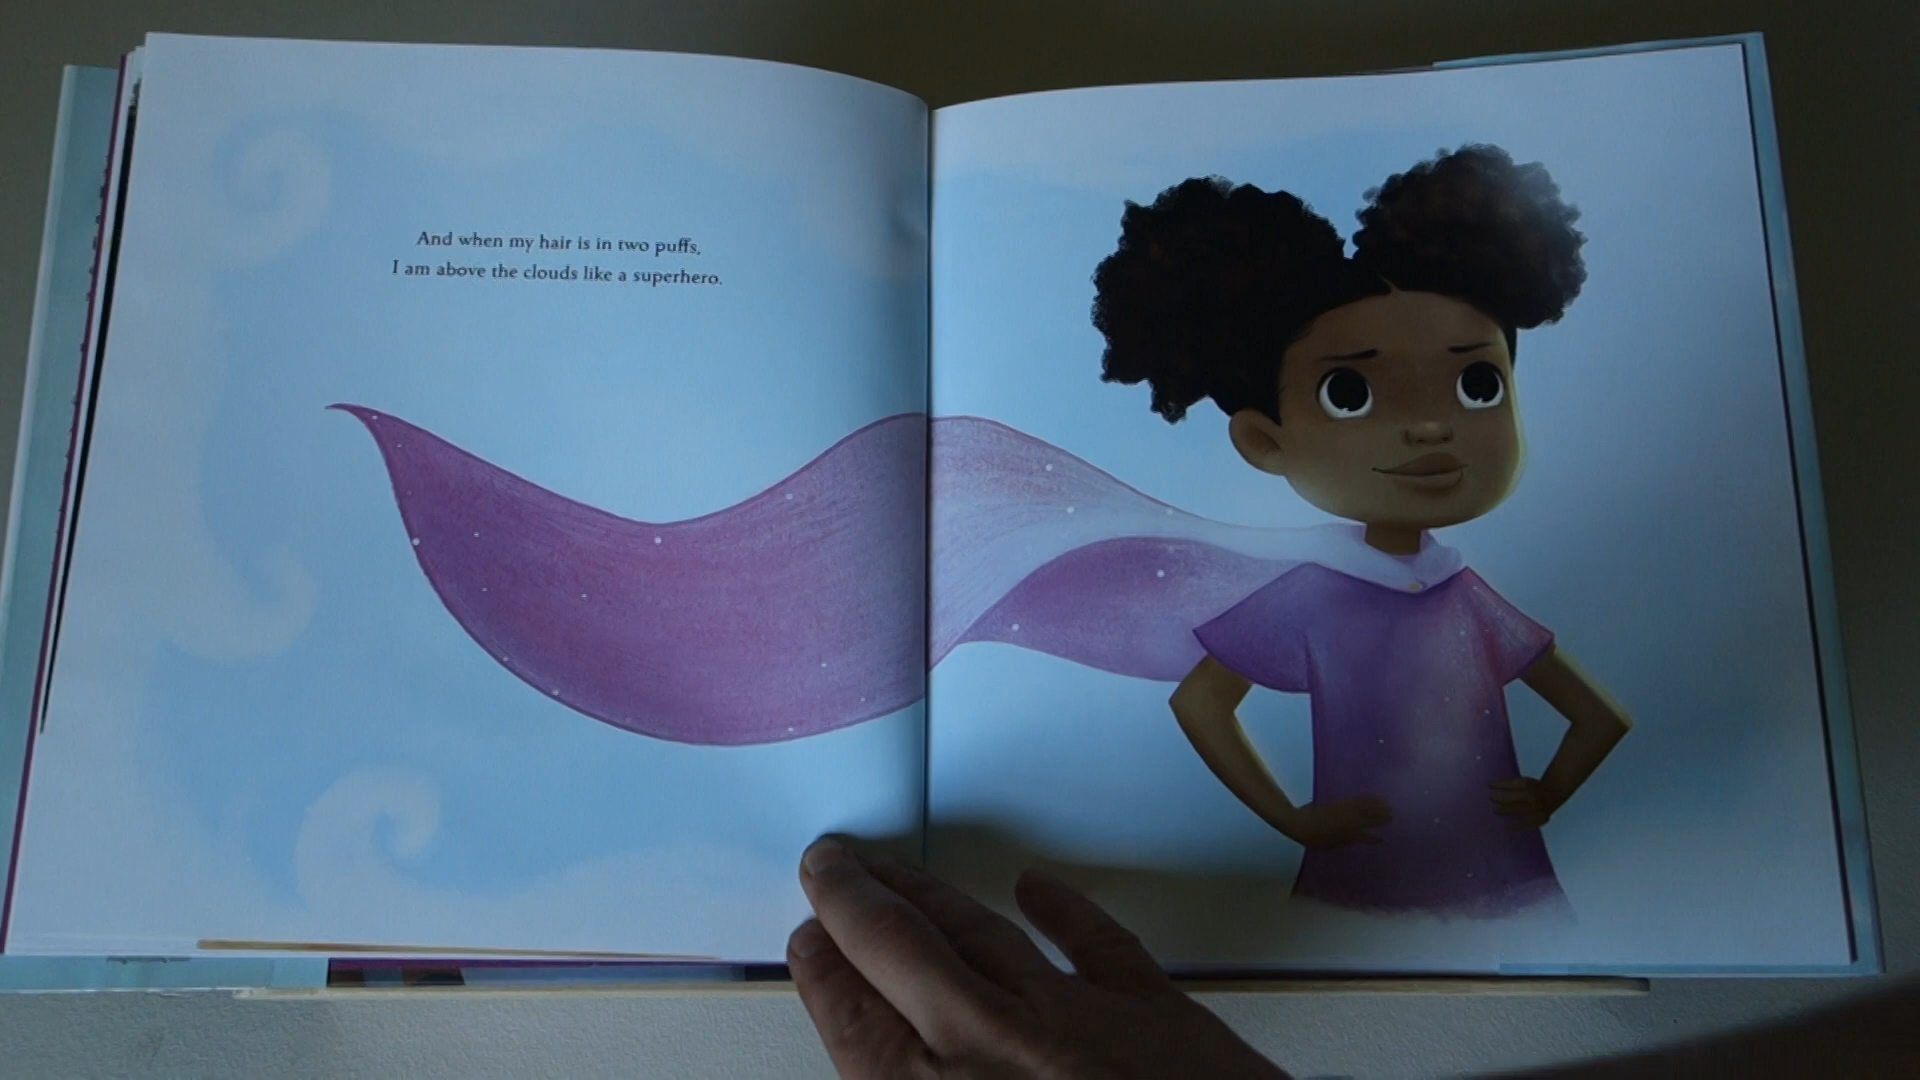 And when my hair is in two puffs,
I am above the clouds like a superhero.